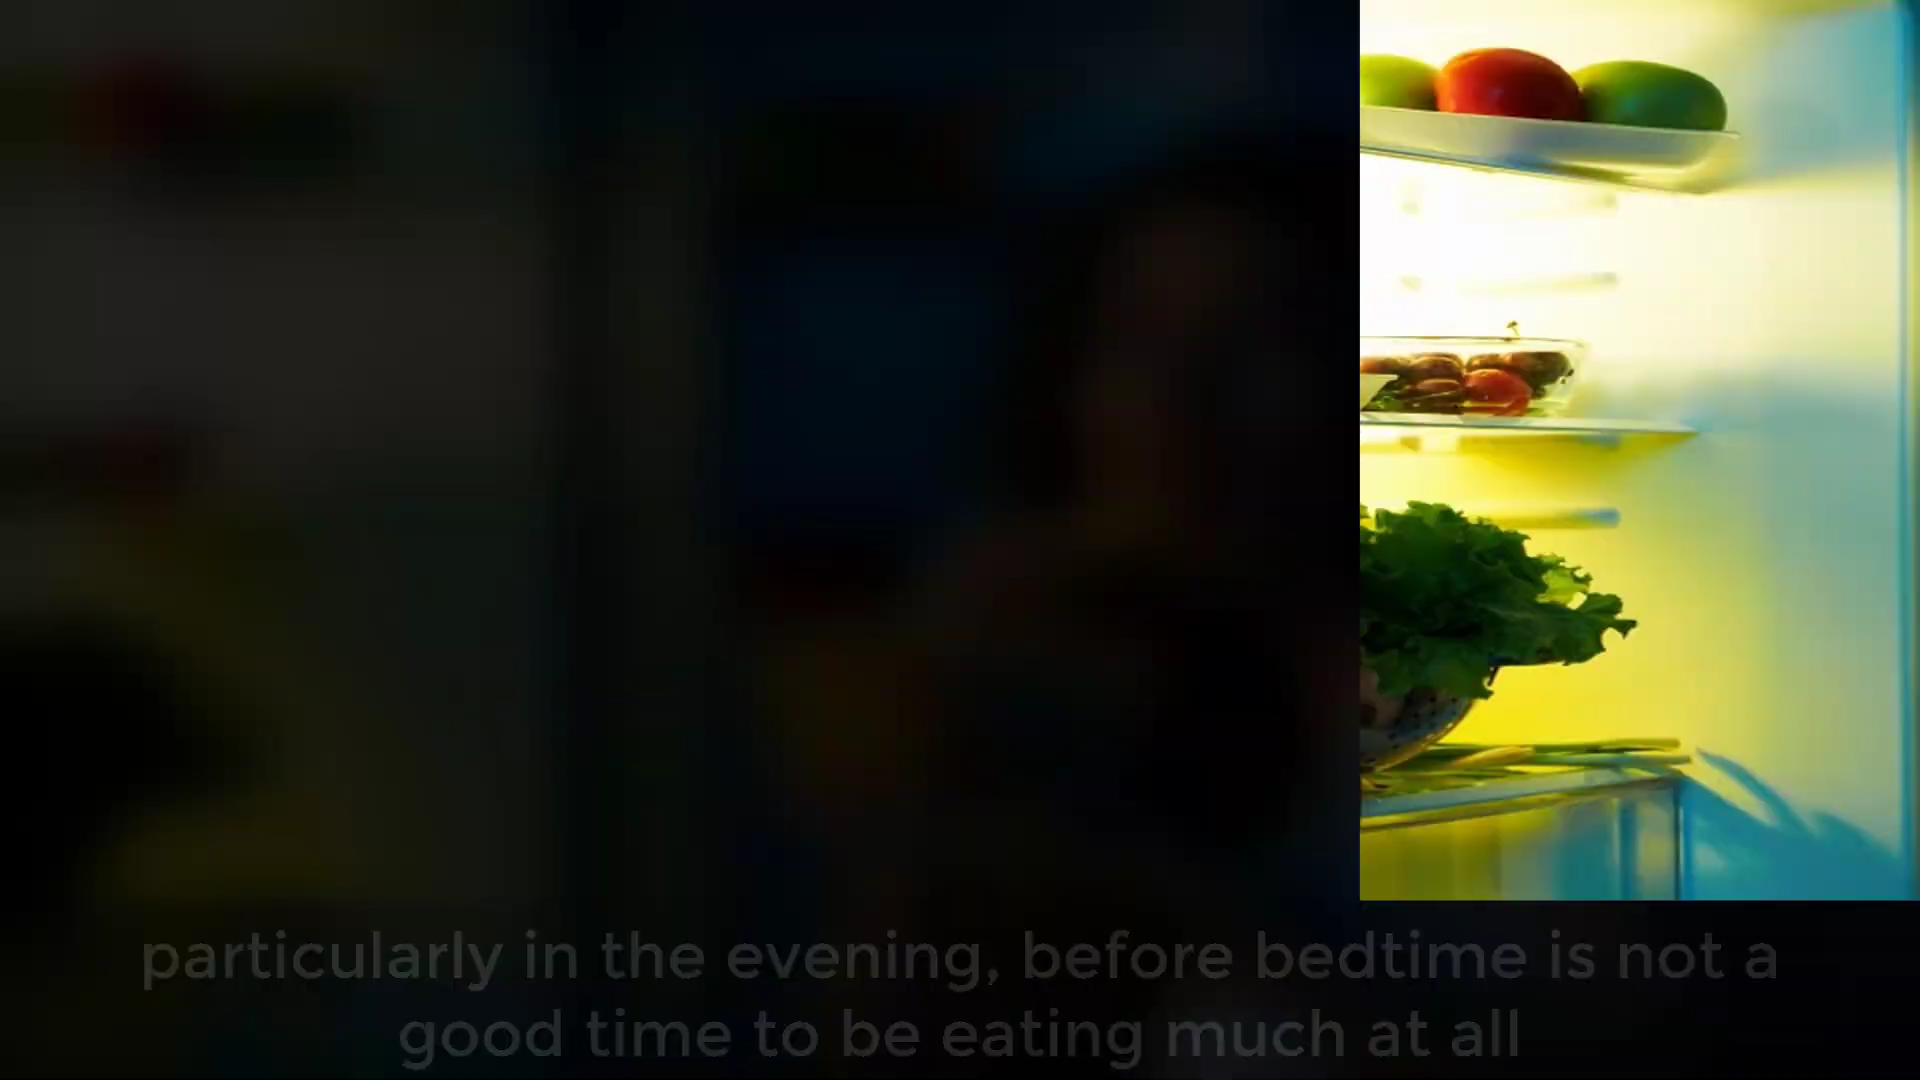 particularly in the evening, before bedtime is not a
good time to be eating much at all